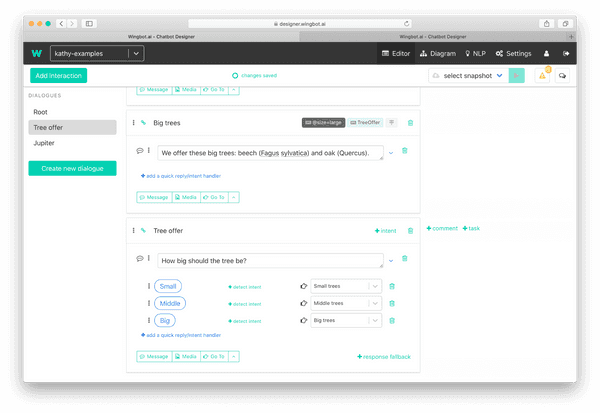 designer.wingbot.ai
Wingbot.ai - Chatbot Designer
Wingbot.ai - Chatbot Designer
W
kathy-examples
Editor
Diagram
NLP
Settings
Add Interaction
changes saved
select snapshot
DIALOGUES
Root
Tree offer
Jupiter
Create new dialogue
Message
Media
Go To
Big trees
@size=large
TreeOffer
We offer these big trees: beech (Fagus sylvatica) and oak (Quercus).
+ add a quick reply/intent handler
Message
Media
Go To
Tree offer
+ intent
+ comment
+ task
How big should the tree be?
Small
+ detect intent
Small trees
Middle
+ detect intent
Middle trees
Big
+ detect intent
Big trees
+ add a quick reply/intent handler
Message
Media
Go To
+ response fallback